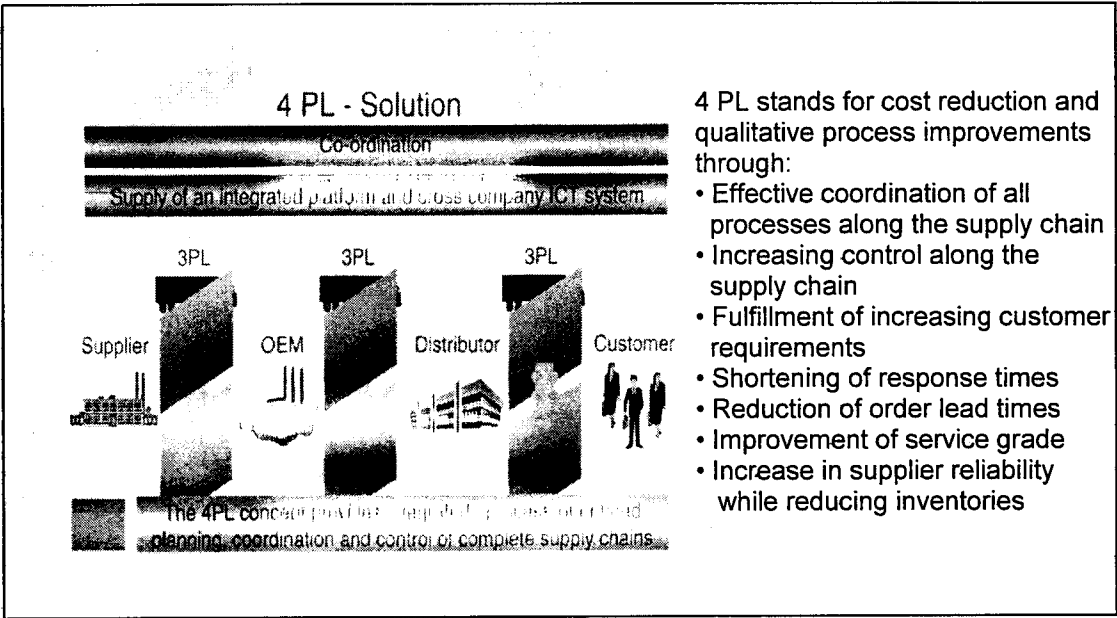 4 PL - Solution
Co-ordination
Supply of an integrated platform and cross company ICT system
3PL 3PL 3PL
Supplier OEM Distributor Customer
The 4PL concept
planning, coordination and control of complete supply chains
4 PL stands for cost reduction and
qualitative process improvements
through:
• Effective coordination of all
processes along the supply chain
• Increasing control along the
supply chain
• Fulfillment of increasing customer
requirements
• Shortening of response times
• Reduction of order lead times
• Improvement of service grade
• Increase in supplier reliability
while reducing inventories